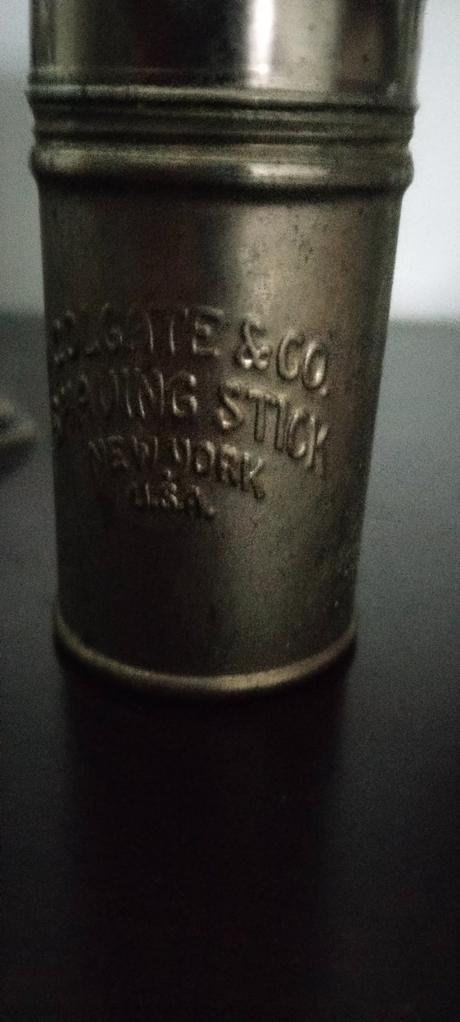 COLGATE & CO.
SHAVING STICK
NEW YORK
U.S.A.